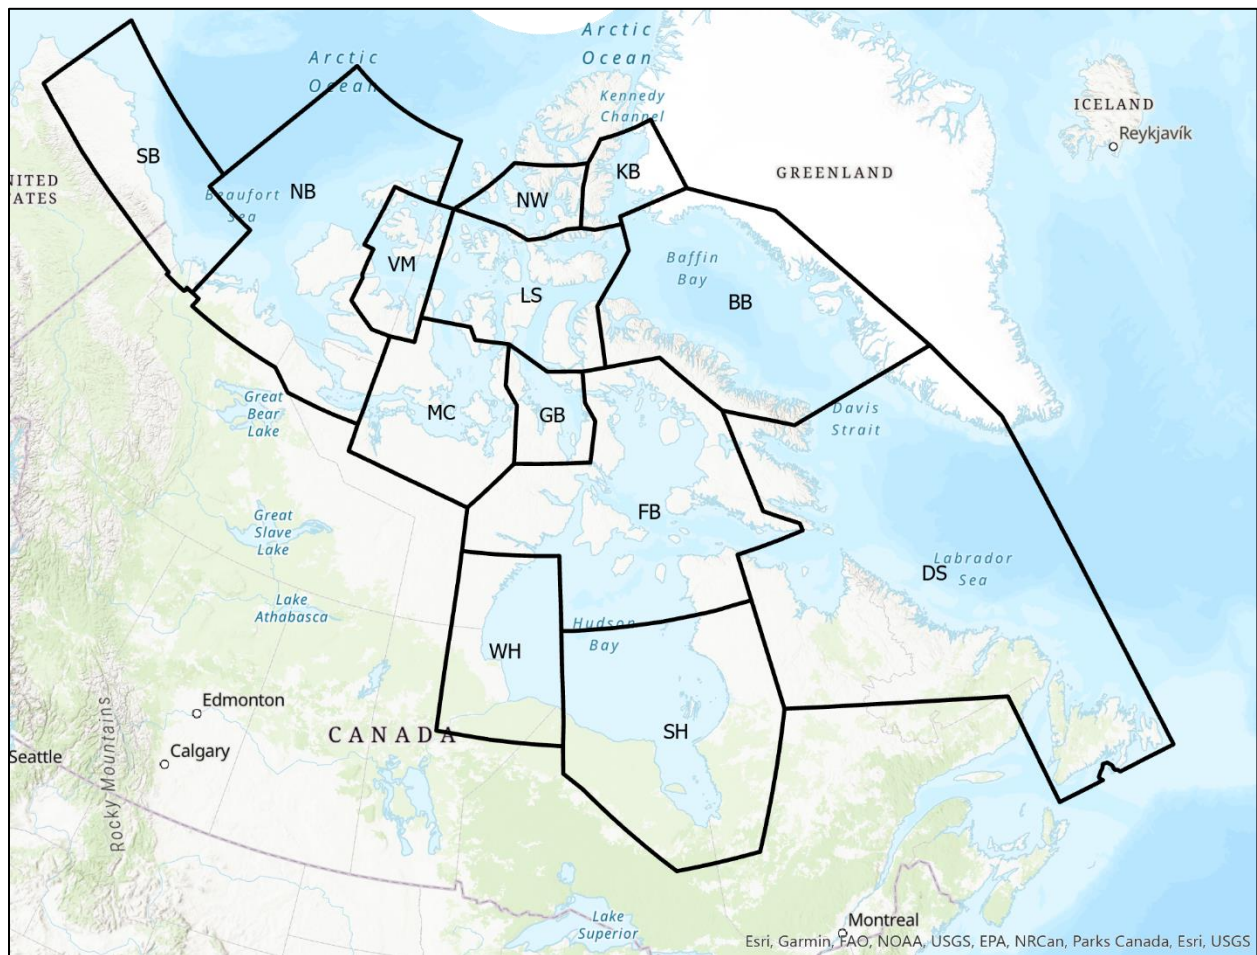 Arctic
Ocean
Arctic
Ocean
Kennedy
Channel
ICELAND
Reykjavík
SB
KB
GREENLAND
NITED
TATES
NB
Beaufort
Sea
NW
VM
LS
Baffin
Bay
BB
Great
Bear
Lake
MC
GB
Davis
Strait
Great
Slave
Lake
FB
Labrador
Sea
DS
Lake
Athabasca
Hudson
Bay
WH
Edmonton
CANADA
SH
Calgary
Seattle
Rocky Mountains
Lake
Superior
Montreal
Esri, Garmin, FAO, NOAA, USGS, EPA, NRCan, Parks Canada, Esri, USGS